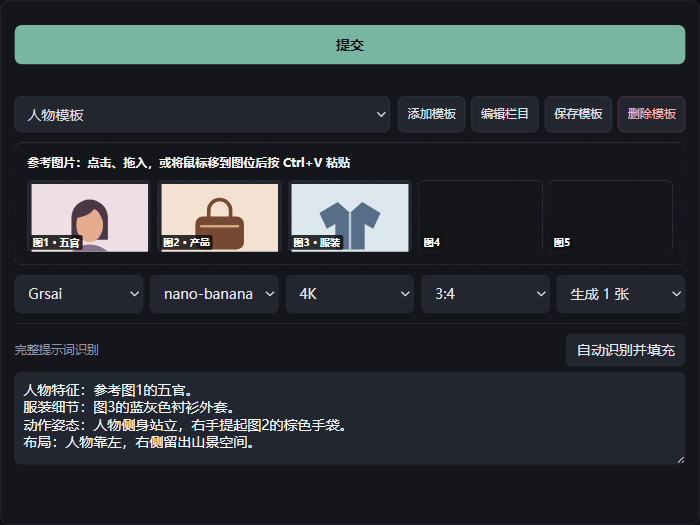 提交
人物模板
添加模板
编辑栏目
保存模板
删除模板
参考图片：点击、拖入，或将鼠标移到图位后按 Ctrl+V 粘贴
图1 • 五官
图2 • 产品
图3 • 服装
图4
图5
Grsai
nano-banana
4K
3:4
生成 1 张
完整提示词识别
自动识别并填充
人物特征：参考图1的五官。
服装细节：图3的蓝灰色衬衫外套。
动作姿态：人物侧身站立，右手提起图2的棕色手袋。
布局：人物靠左，右侧留出山景空间。